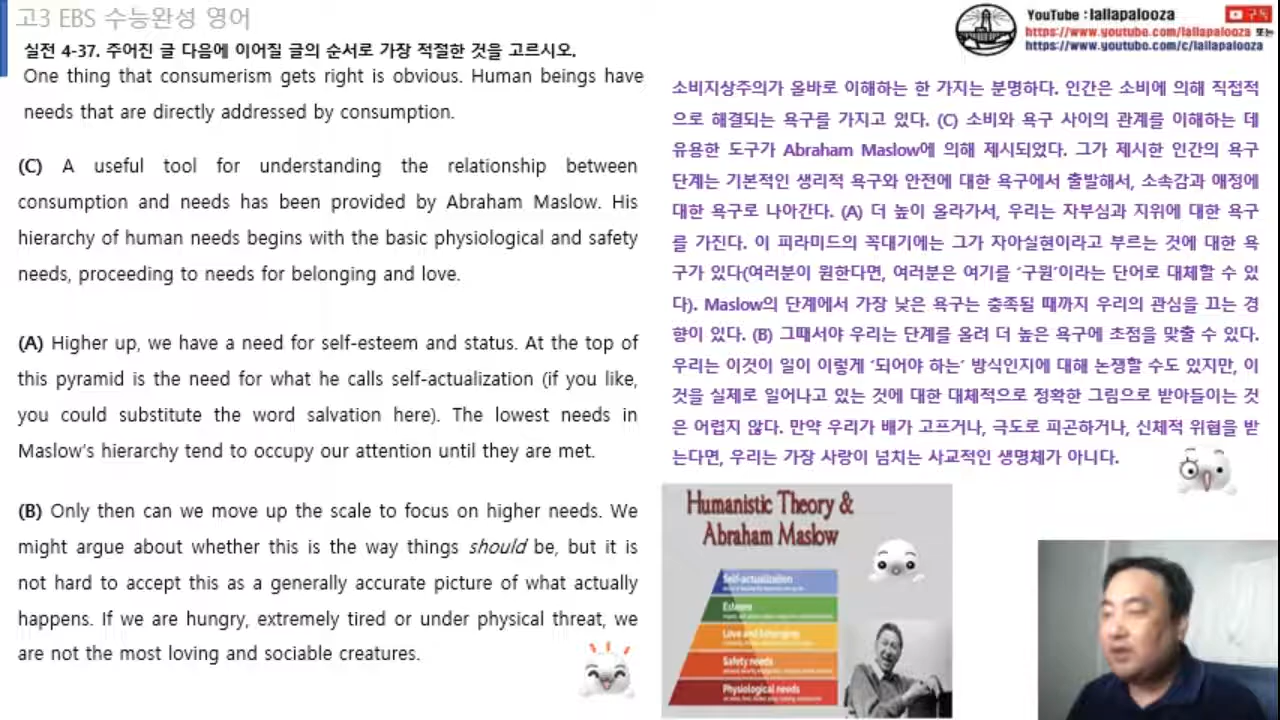 고3 EBS 수능완성 영어
실전 4-37. 주어진 글 다음에 이어질 글의 순서로 가장 적절한 것을 고르시오.
One thing that consumerism gets right is obvious. Human beings have
needs that are directly addressed by consumption.
(C) A useful tool for understanding the relationship between
consumption and needs has been provided by Abraham Maslow. His
hierarchy of human needs begins with the basic physiological and safety
needs, proceeding to needs for belonging and love.
(A) Higher up, we have a need for self-esteem and status. At the top of
this pyramid is the need for what he calls self-actualization (if you like,
you could substitute the word salvation here). The lowest needs in
Maslow's hierarchy tend to occupy our attention until they are met.
(B) Only then can we move up the scale to focus on higher needs. We
might argue about whether this is the way things should be, but it is
not hard to accept this as a generally accurate picture of what actually
happens. If we are hungry, extremely tired or under physical threat, we
are not the most loving and sociable creatures.
YouTube : lallapalooza
구독
https://www.youtube.com/lallapalooza 또는
https://www.youtube.com/c/lallapalooza
소비지상주의가 올바로 이해하는 한 가지는 분명하다. 인간은 소비에 의해 직접적
으로 해결되는 욕구를 가지고 있다. (C) 소비와 욕구 사이의 관계를 이해하는 데
유용한 도구가 Abraham Maslow에 의해 제시되었다. 그가 제시한 인간의 욕구
단계는 기본적인 생리적 욕구와 안전에 대한 욕구에서 출발해서, 소속감과 애정에
대한 욕구로 나아간다. (A) 더 높이 올라가서, 우리는 자부심과 지위에 대한 욕구
를 가진다. 이 피라미드의 꼭대기에는 그가 자아실현이라고 부르는 것에 대한 욕
구가 있다(여러분이 원한다면, 여러분은 여기를 '구원'이라는 단어로 대체할 수 있
다). Maslow의 단계에서 가장 낮은 욕구는 충족될 때까지 우리의 관심을 끄는 경
향이 있다. (B) 그때서야 우리는 단계를 올려 더 높은 욕구에 초점을 맞출 수 있다.
우리는 이것이 일이 이렇게 '되어야 하는' 방식인지에 대해 논쟁할 수도 있지만, 이
것을 실제로 일어나고 있는 것에 대한 대체적으로 정확한 그림으로 받아들이는 것
은 어렵지 않다. 만약 우리가 배가 고프거나, 극도로 피곤하거나, 신체적 위협을 받
는다면, 우리는 가장 사랑이 넘치는 사교적인 생명체가 아니다.
Humanistic Theory &
Abraham Maslow
Self-actualization
Esteem
Love and belonging
Safety needs
Physiological needs